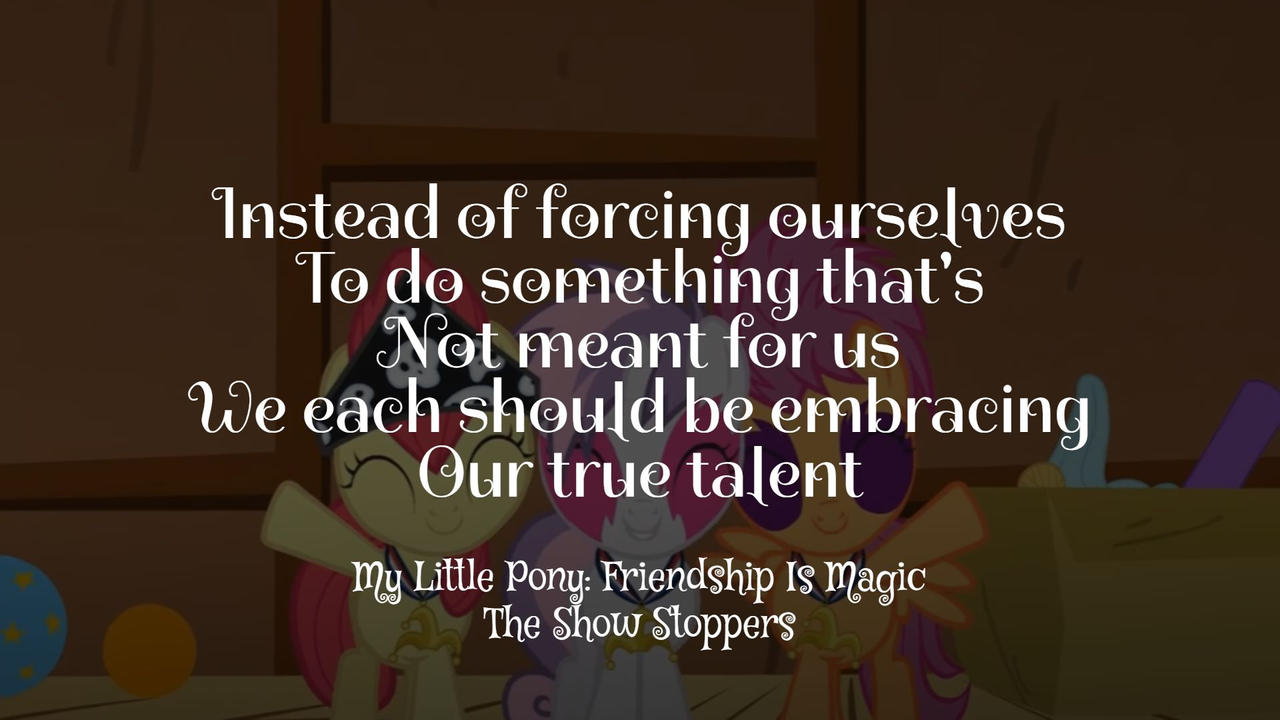 Instead of forcing ourselves
To do something that's
Not meant for us
We each should be embracing
Our true talent
My Little Pony: Friendship Is Magic
The Show Stoppers